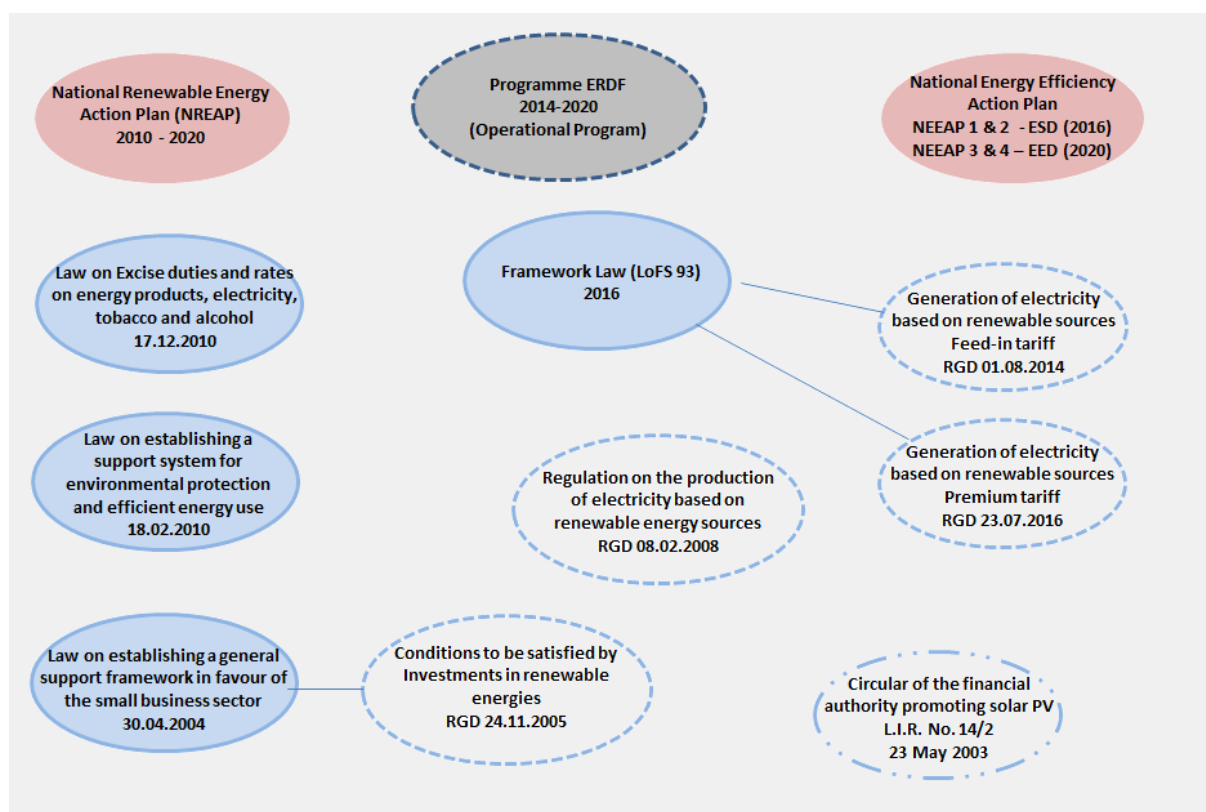 National Renewable Energy
Action Plan (NREAP)
2010 - 2020
Programme ERDF
2014-2020
(Operational Program)
National Energy Efficiency
Action Plan
NEEAP 1 & 2 - ESD (2016)
NEEAP 3 & 4 – EED (2020)
Law on Excise duties and rates
on energy products, electricity,
tobacco and alcohol
17.12.2010
Framework Law (LoFS 93)
2016
Generation of electricity
based on renewable sources
Feed-in tariff
RGD 01.08.2014
Law on establishing a
support system for
environmental protection
and efficient energy use
18.02.2010
Regulation on the production
of electricity based on
renewable energy sources
RGD 08.02.2008
Generation of electricity
based on renewable sources
Premium tariff
RGD 23.07.2016
Law on establishing a general
support framework in favour of
the small business sector
30.04.2004
Conditions to be satisfied by
Investments in renewable
energies
RGD 24.11.2005
Circular of the financial
authority promoting solar PV
L.I.R. No. 14/2
23 May 2003